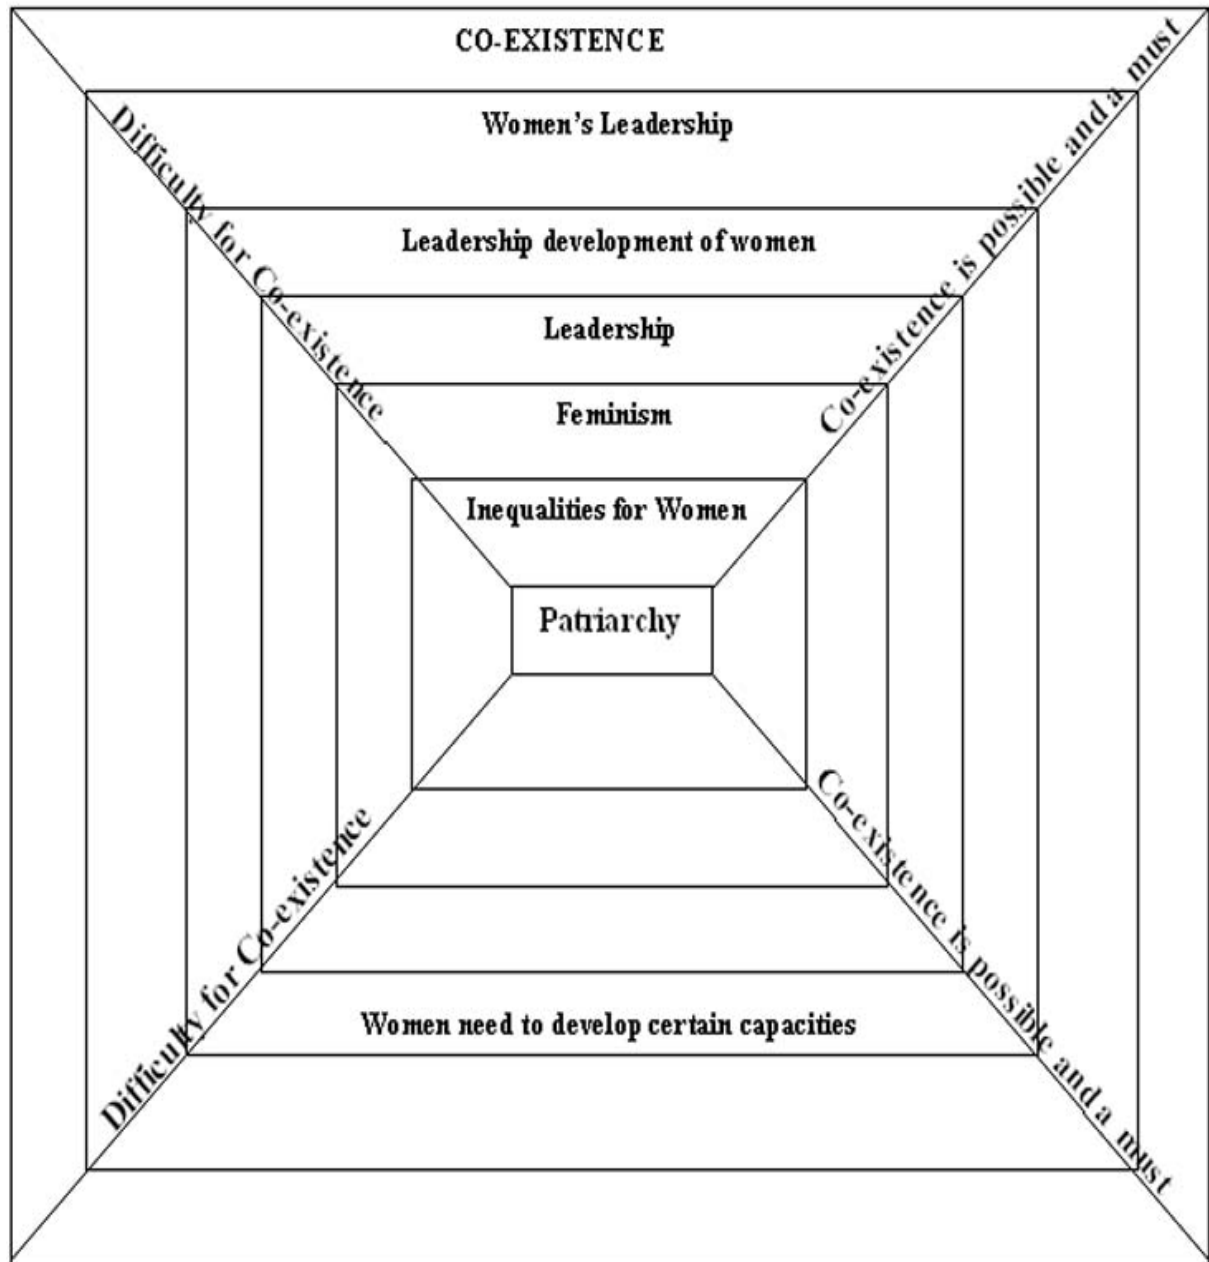 CO-EXISTENCE
Women's Leadership
Leadership development of women
Leadership
Feminism
Inequalities for Women
Patriarchy
Women need to develop certain capacities
Difficulty for Co-existence
Co-existence is possible and a must
Difficulty for Co-existence
Co-existence is possible and a must